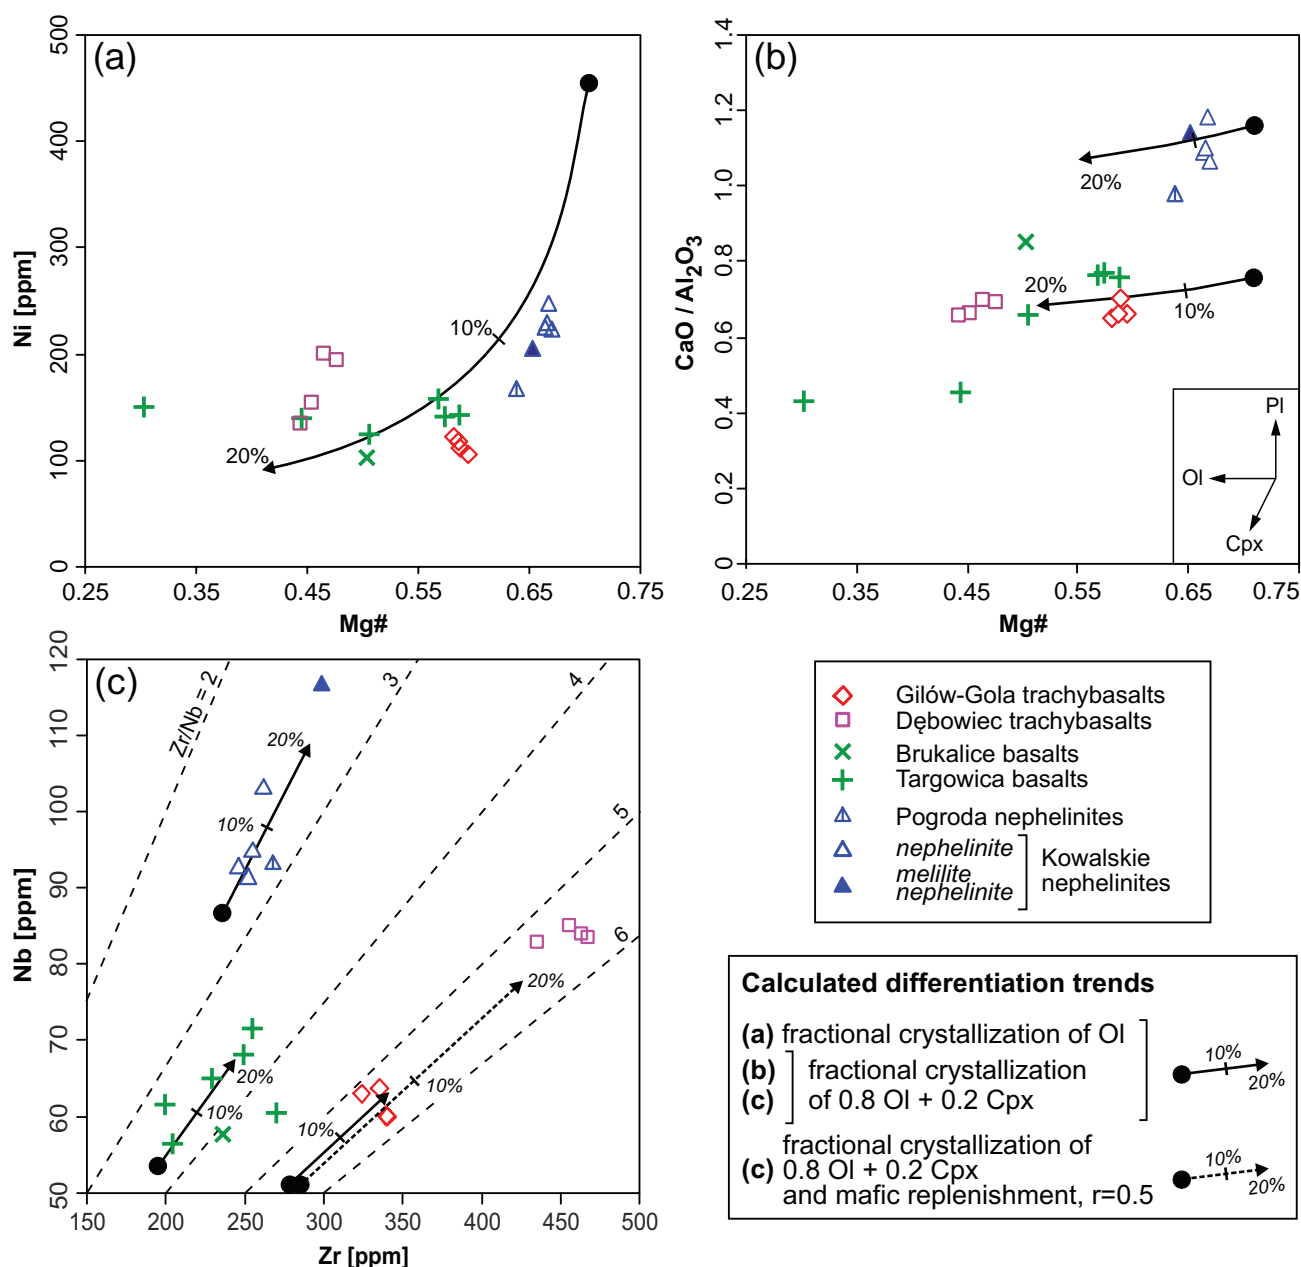 (a)
500
400
300
200
100
0
Ni [ppm]
10%
20%
0.25
0.35
0.45
0.55
0.65
0.75
Mg#
(b)
1.4
1.2
1.0
0.8
0.6
0.4
0.2
0
CaO / Al₂O₃
20%
20%
10%
Pl
Ol
Cpx
0.25
0.35
0.45
0.55
0.65
0.75
Mg#
(c)
120
110
100
90
80
70
60
50
Nb [ppm]
Zr/Nb = 2
3
4
5
6
20%
10%
20%
10%
20%
10%
10%
150
200
250
300
350
400
450
500
Zr [ppm]
Gilów-Gola trachybasalts
Dębowiec trachybasalts
Brukalice basalts
Targowica basalts
Pogroda nephelinites
nephelinite
melilite
nephelinite
Kowalskie
nephelinites
Calculated differentiation trends
(a) fractional crystallization of Ol
(b) fractional crystallization
(c) of 0.8 Ol + 0.2 Cpx
10%
20%
fractional crystallization of
(c) 0.8 Ol + 0.2 Cpx
and mafic replenishment, r=0.5
10%
20%